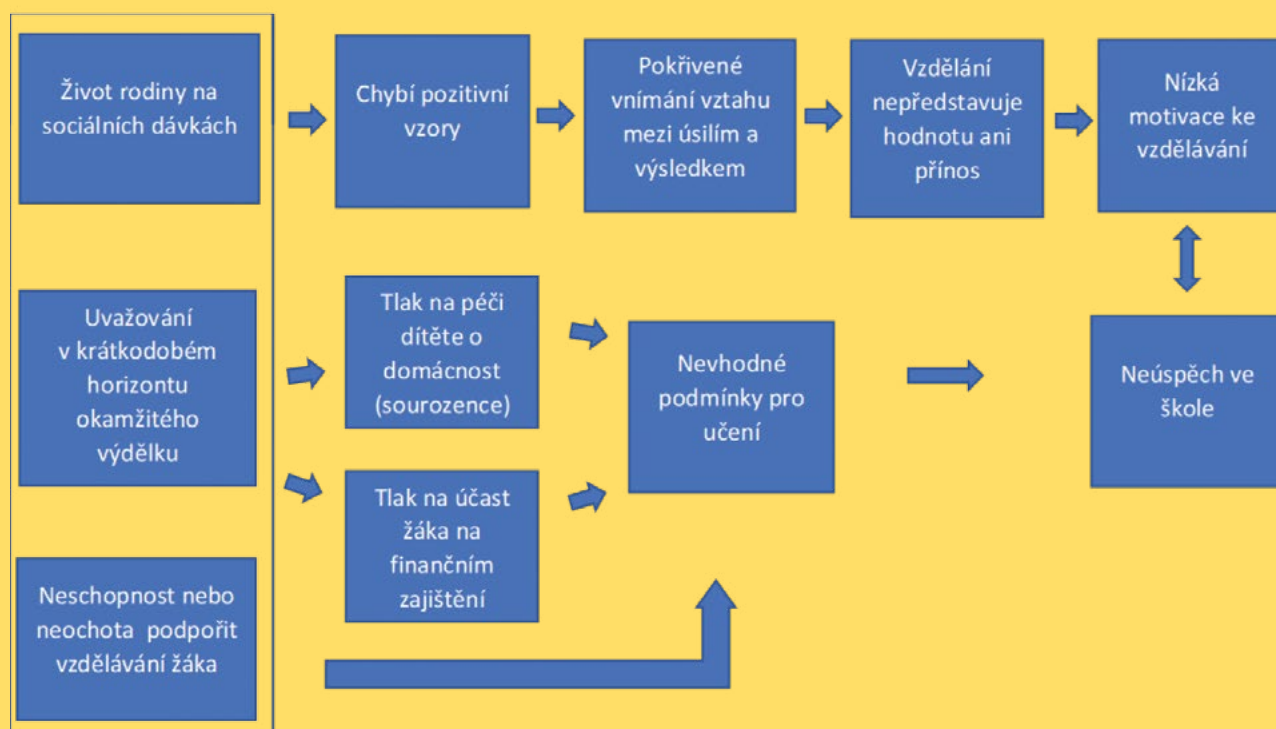 Život rodiny na
sociálních dávkách
Chybí pozitivní
vzory
Pokřivené
vnímání vztahu
mezi úsilím a
výsledkem
Vzdělání
nepředstavuje
hodnotu ani
přínos
Nízká
motivace ke
vzdělávání
Uvažování
v krátkodobém
horizontu
okamžitého
výdělku
Tlak na péči
dítěte o
domácnost
(sourozence)
Nevhodné
podmínky pro
učení
Neúspěch ve
škole
Tlak na účast
žáka na
finančním
zajištění
Neschopnost nebo
neochota podpořit
vzdělávání žáka